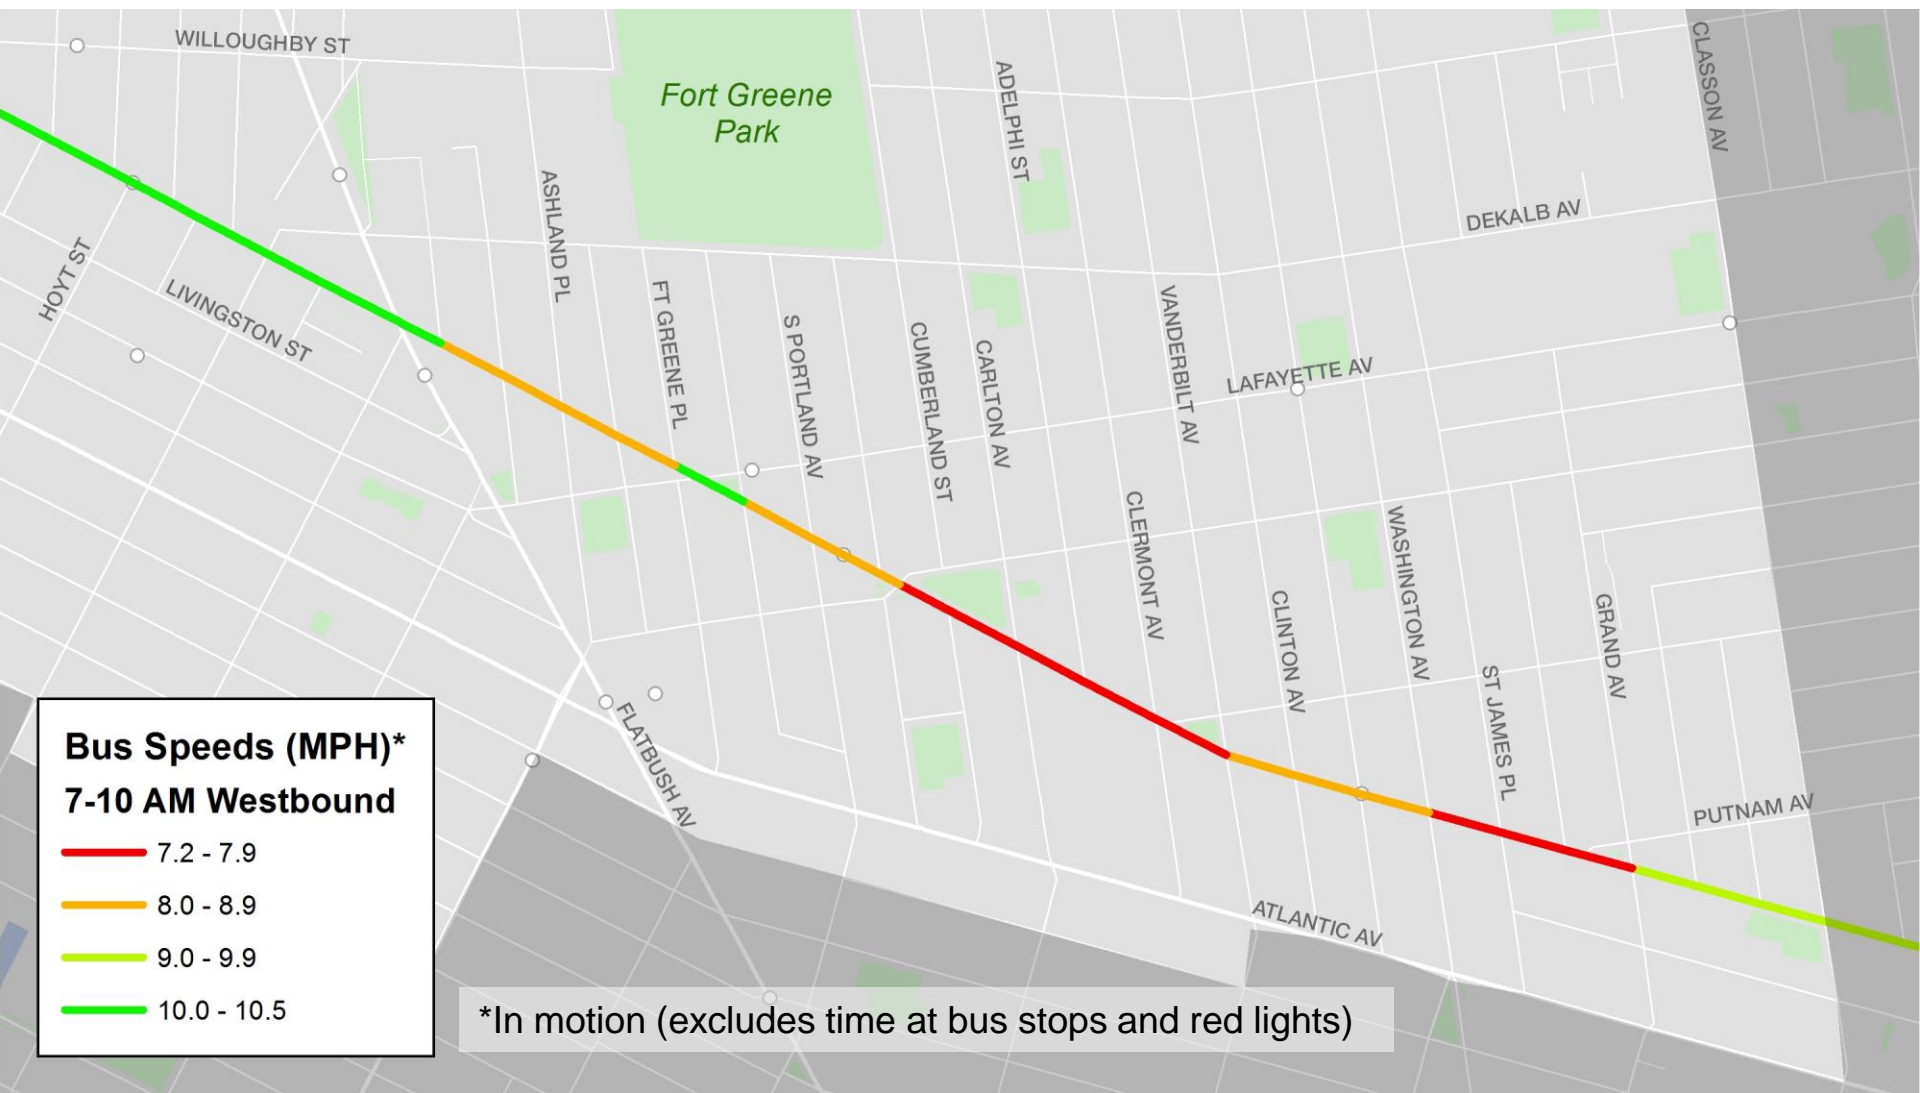 WILLOUGHBY ST
CLASSON AV
Fort Greene
Park
ADELPHI ST
ASHLAND PL
DEKALB AV
HOYT ST
LIVINGSTON ST
FT GREENE PL
S PORTLAND AV
CUMBERLAND ST
CARLTON AV
VANDERBILT AV
LAFAYETTE AV
CLERMONT AV
WASHINGTON AV
CLINTON AV
GRAND AV
ST JAMES PL
FLATBUSH AV
PUTNAM AV
ATLANTIC AV
Bus Speeds (MPH)*
7-10 AM Westbound
7.2 - 7.9
8.0 - 8.9
9.0 - 9.9
10.0 - 10.5
*In motion (excludes time at bus stops and red lights)